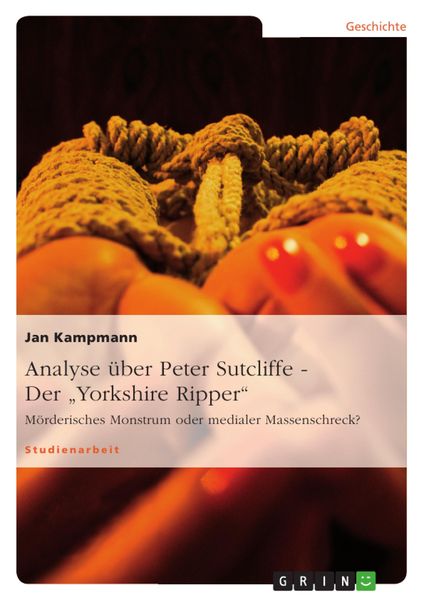 Geschichte
Jan Kampmann
Analyse über Peter Sutcliffe -
Der „Yorkshire Ripper“
Mörderisches Monstrum oder medialer Massenschreck?
Studienarbeit
GRIN